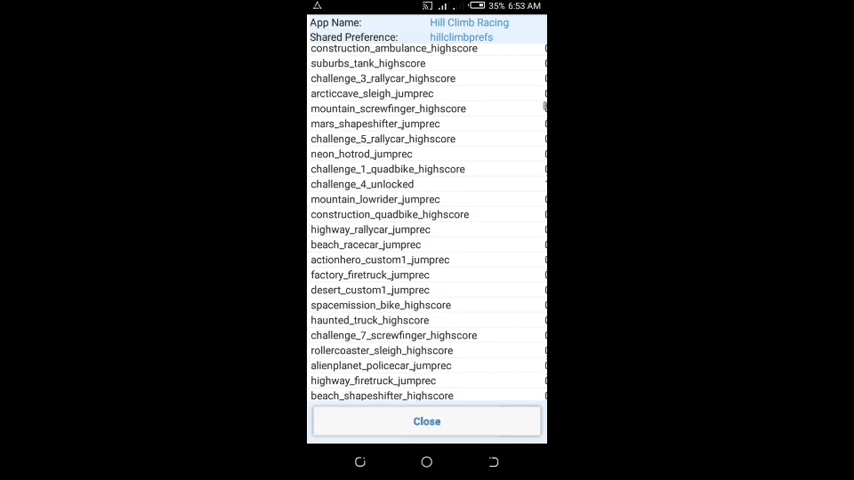 35% 6:53 AM
App Name: Hill Climb Racing
Shared Preference: hillclimbprefs
construction_ambulance_highscore
suburbs_tank_highscore
challenge_3_rallycar_highscore
arcticcave_sleigh_jumprec
mountain_screwfinger_highscore
mars_shapeshifter_jumprec
challenge_5_rallycar_highscore
neon_hotrod_jumprec
challenge_1_quadbike_highscore
challenge_4_unlocked
mountain_lowrider_jumprec
construction_quadbike_highscore
highway_rallycar_jumprec
beach_racecar_jumprec
actionhero_custom1_jumprec
factory_firetruck_jumprec
desert_custom1_jumprec
spacemission_bike_highscore
haunted_truck_highscore
challenge_7_screwfinger_highscore
rollercoaster_sleigh_highscore
alienplanet_policecar_jumprec
highway_firetruck_jumprec
beach_shapeshifter_highscore
Close